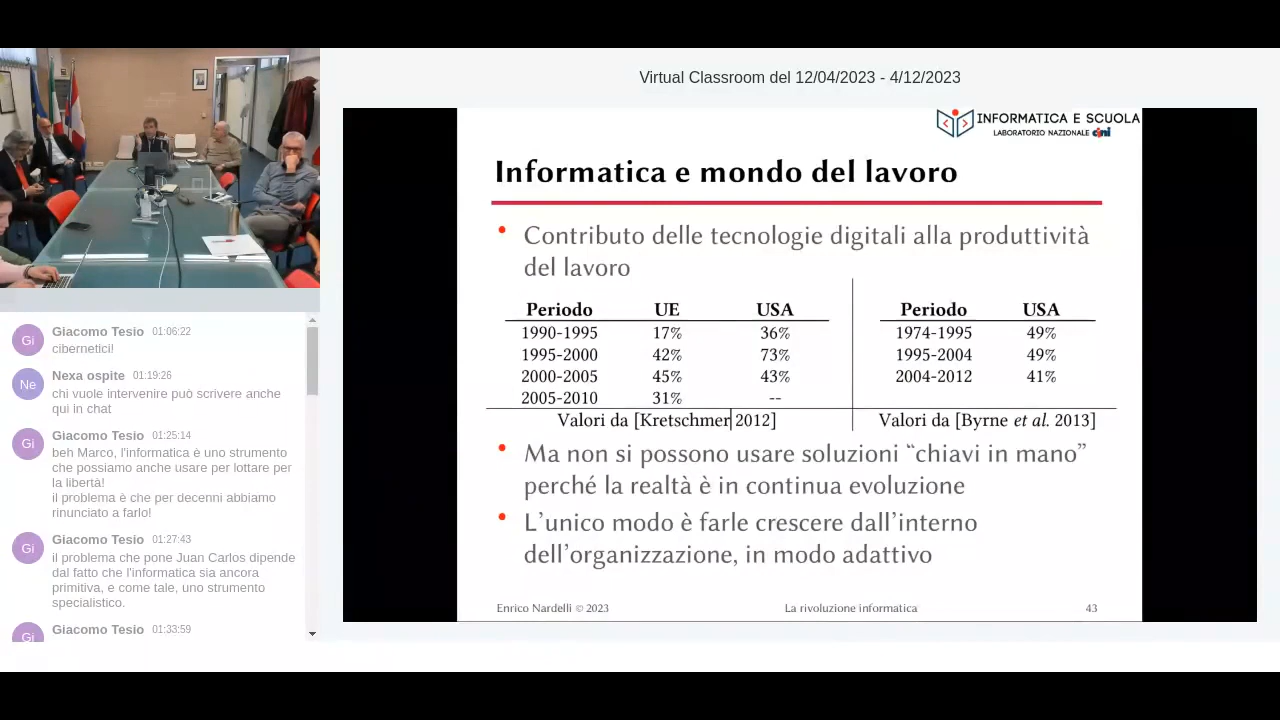 Virtual Classroom del 12/04/2023 - 4/12/2023
INFORMATICA E SCUOLA
LABORATORIO NAZIONALE cini
Informatica e mondo del lavoro
• Contributo delle tecnologie digitali alla produttività
del lavoro
Periodo UE USA
1990-1995 17% 36%
1995-2000 42% 73%
2000-2005 45% 43%
2005-2010 31% --
Valori da [Kretschmer 2012]
Periodo USA
1974-1995 49%
1995-2004 49%
2004-2012 41%
Valori da [Byrne et al. 2013]
• Ma non si possono usare soluzioni “chiavi in mano”
perché la realtà è in continua evoluzione
• L’unico modo è farle crescere dall’interno
dell’organizzazione, in modo adattivo
Enrico Nardelli © 2023 La rivoluzione informatica 43
Gi Giacomo Tesio 01:06:22
cibernetici!
Ne Nexa ospite 01:19:26
chi vuole intervenire può scrivere anche
qui in chat
Gi Giacomo Tesio 01:25:14
beh Marco, l'informatica è uno strumento
che possiamo anche usare per lottare per
la libertà!
il problema è che per decenni abbiamo
rinunciato a farlo!
Gi Giacomo Tesio 01:27:43
il problema che pone Juan Carlos dipende
dal fatto che l'informatica sia ancora
primitiva, e come tale, uno strumento
specialistico.
Gi Giacomo Tesio 01:33:59